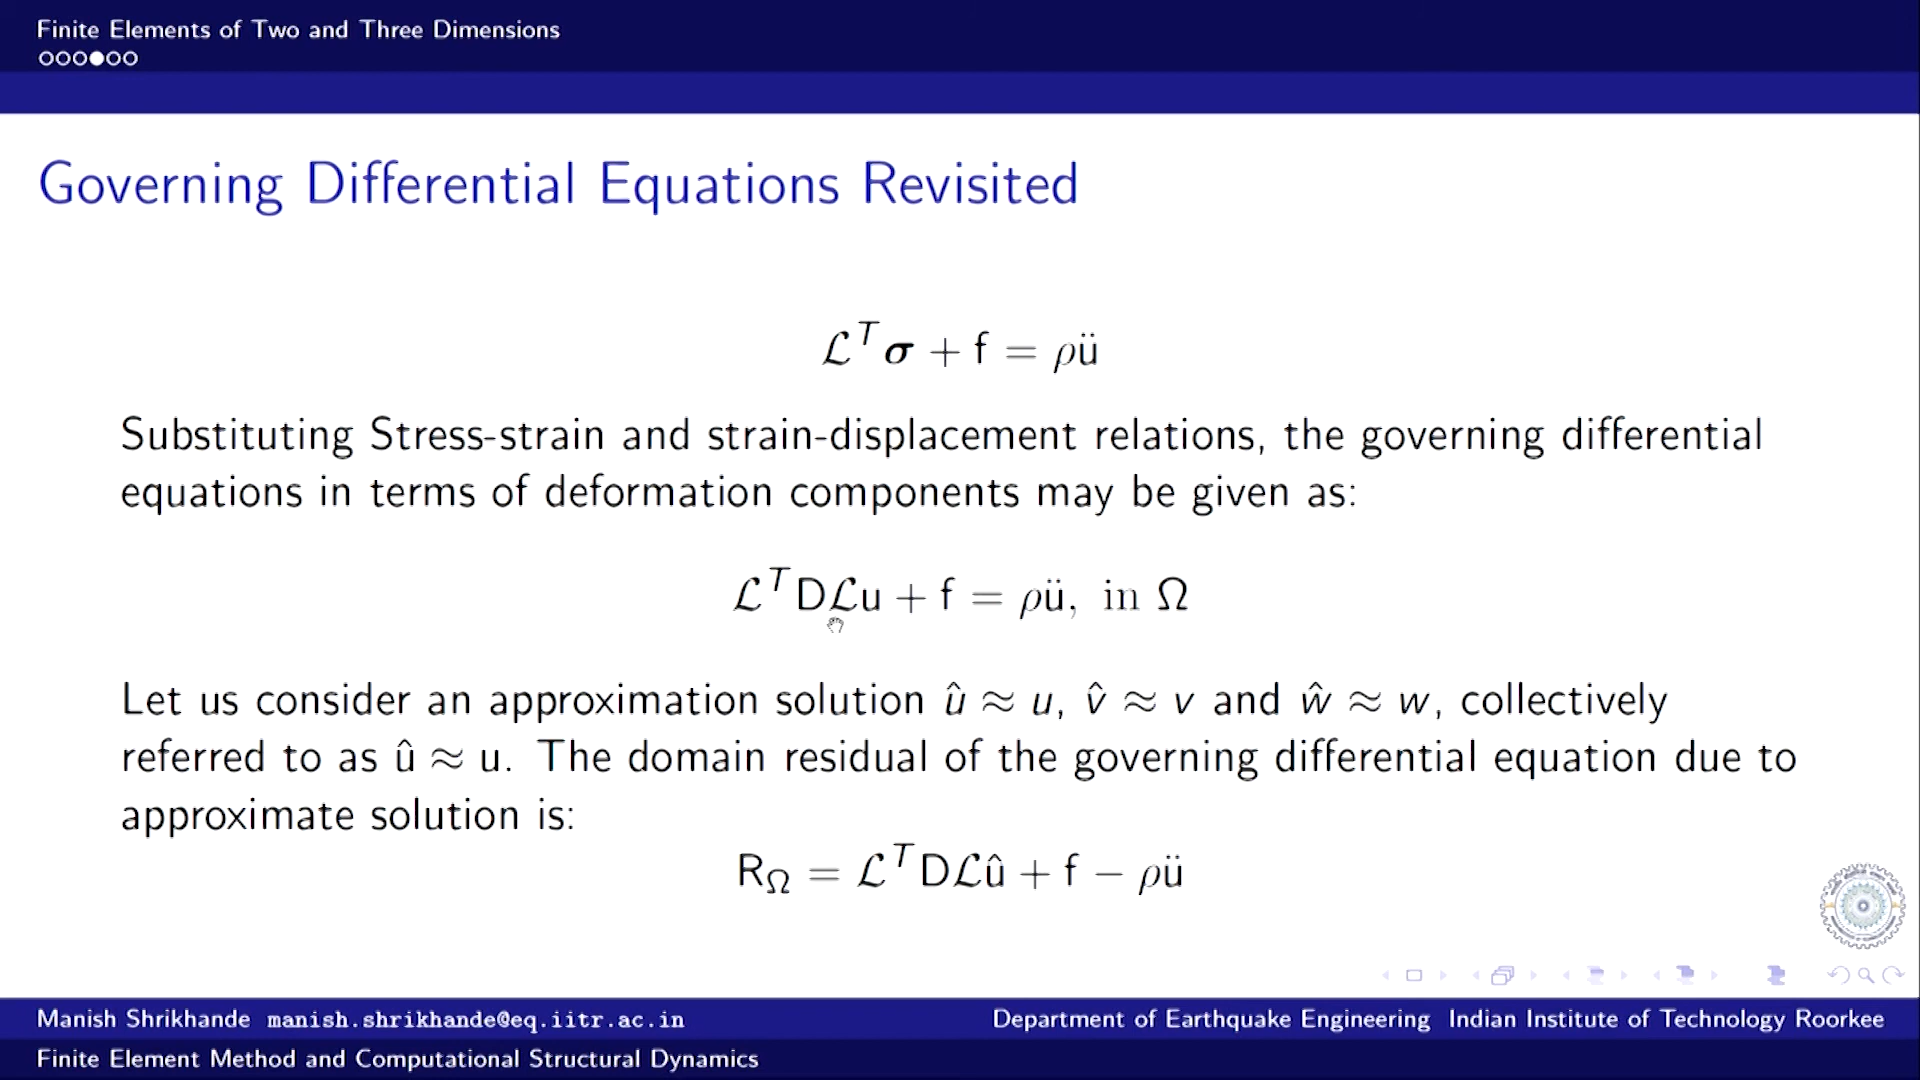 Finite Elements of Two and Three Dimensions
Governing Differential Equations Revisited
ℒᵀ𝝈 + f = ρü
Substituting Stress-strain and strain-displacement relations, the governing differential
equations in terms of deformation components may be given as:
ℒᵀDℒu + f = ρü, in Ω
Let us consider an approximation solution û ≈ u, v̂ ≈ v and ŵ ≈ w, collectively
referred to as û ≈ u. The domain residual of the governing differential equation due to
approximate solution is:
R_Ω = ℒᵀDℒû + f − ρü
Manish Shrikhande manish.shrikhande@eq.iitr.ac.in
Department of Earthquake Engineering Indian Institute of Technology Roorkee
Finite Element Method and Computational Structural Dynamics